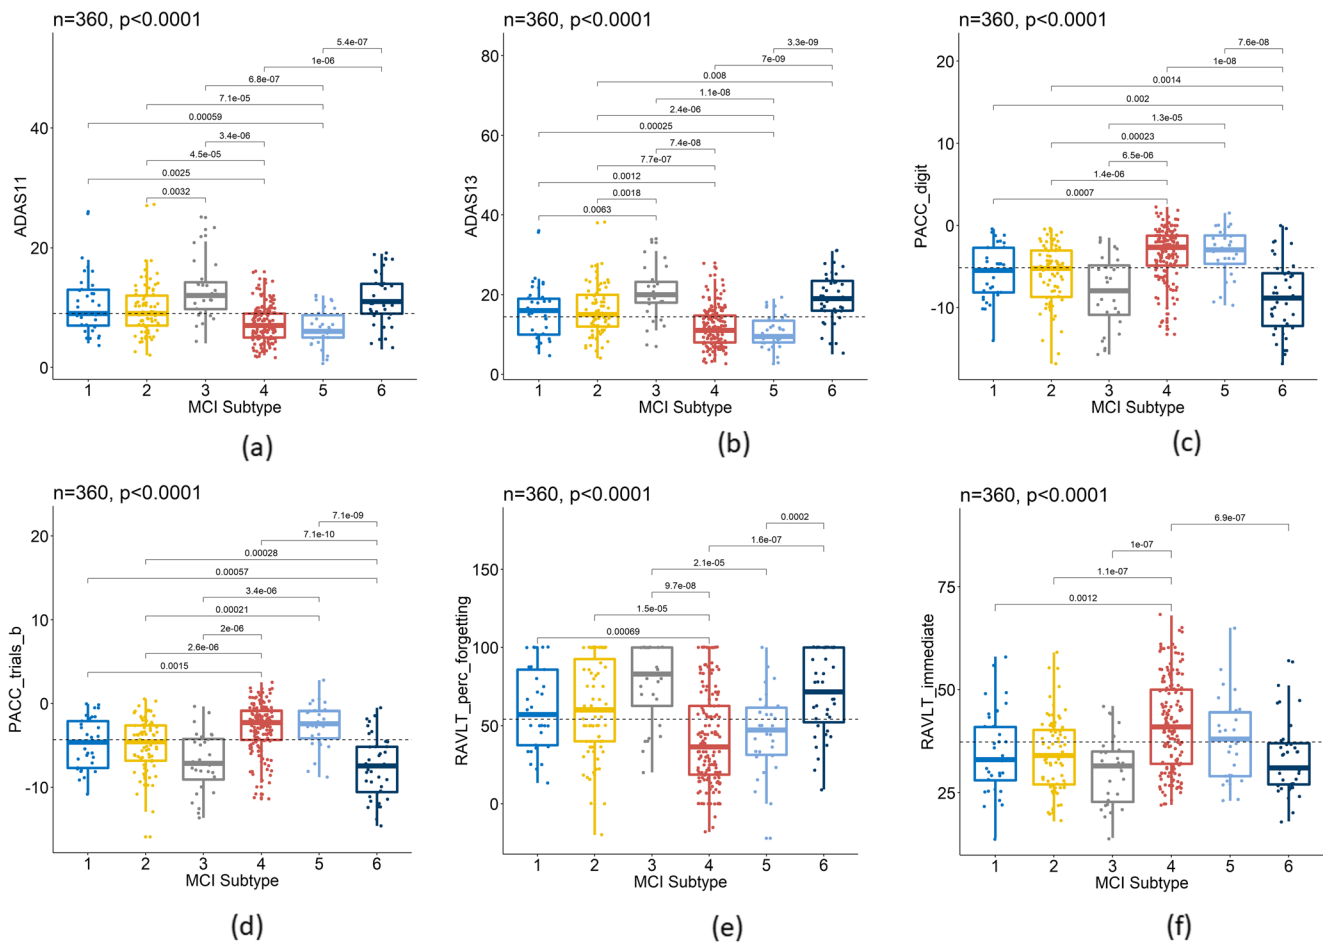 n=360, p<0.0001
5.4e-07
1e-06
6.8e-07
7.1e-05
0.00059
3.4e-06
4.5e-05
0.0025
0.0032
ADAS11
40
20
0
1 2 3 4 5 6
MCI Subtype
(a)
n=360, p<0.0001
3.3e-09
7e-09
0.008
1.1e-08
2.4e-06
0.00025
7.4e-08
7.7e-07
0.0012
0.0018
0.0063
ADAS13
80
60
40
20
0
1 2 3 4 5 6
MCI Subtype
(b)
n=360, p<0.0001
7.6e-08
1e-08
0.0014
0.002
1.3e-05
0.00023
6.5e-06
1.4e-06
0.0007
PACC_digit
20
10
0
-10
1 2 3 4 5 6
MCI Subtype
(c)
n=360, p<0.0001
7.1e-09
7.1e-10
0.00028
0.00057
3.4e-06
0.00021
2e-06
2.6e-06
0.0015
PACC_trials_b
20
10
0
-10
1 2 3 4 5 6
MCI Subtype
(d)
n=360, p<0.0001
0.0002
1.6e-07
2.1e-05
9.7e-08
1.5e-05
0.00069
RAVLT_perc_forgetting
150
100
50
0
1 2 3 4 5 6
MCI Subtype
(e)
n=360, p<0.0001
6.9e-07
1e-07
1.1e-07
0.0012
RAVLT_immediate
75
50
25
1 2 3 4 5 6
MCI Subtype
(f)